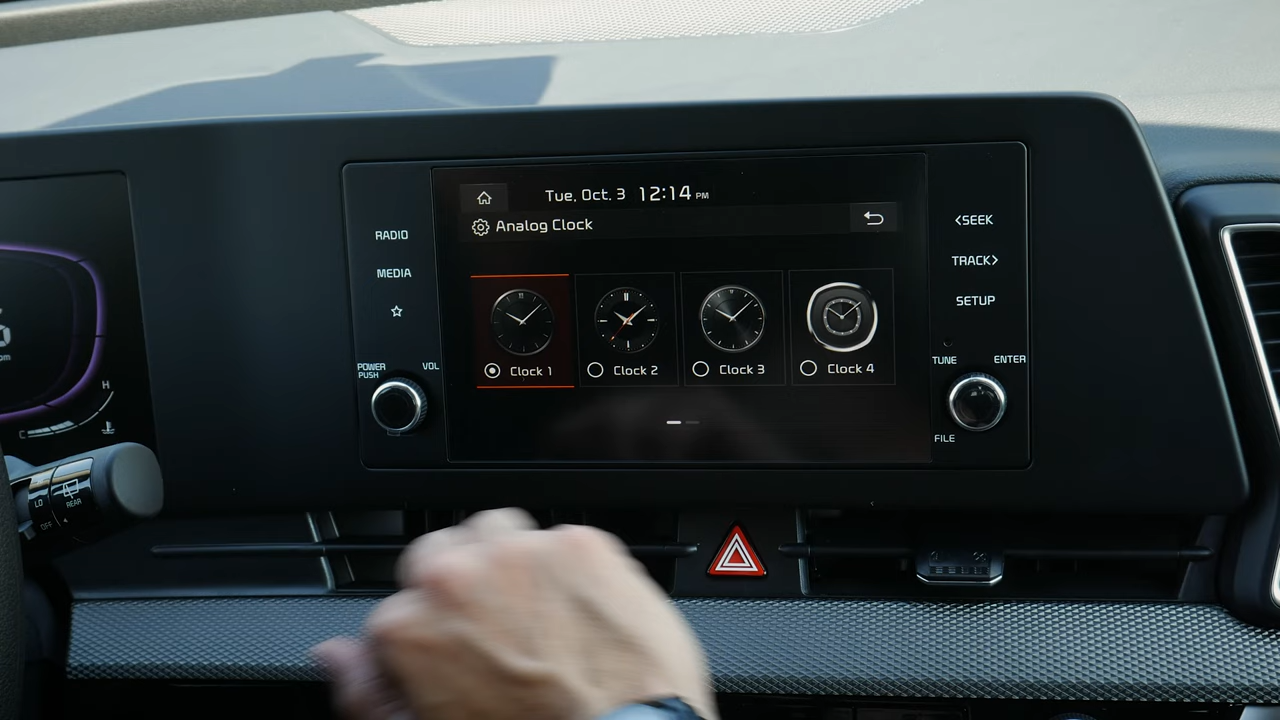 Tue, Oct. 3 12:14 PM
Analog Clock
Clock 1
Clock 2
Clock 3
Clock 4
RADIO
MEDIA
POWER
PUSH
VOL
<SEEK
TRACK>
SETUP
TUNE
ENTER
FILE
H
C
LO
REAR
OFF